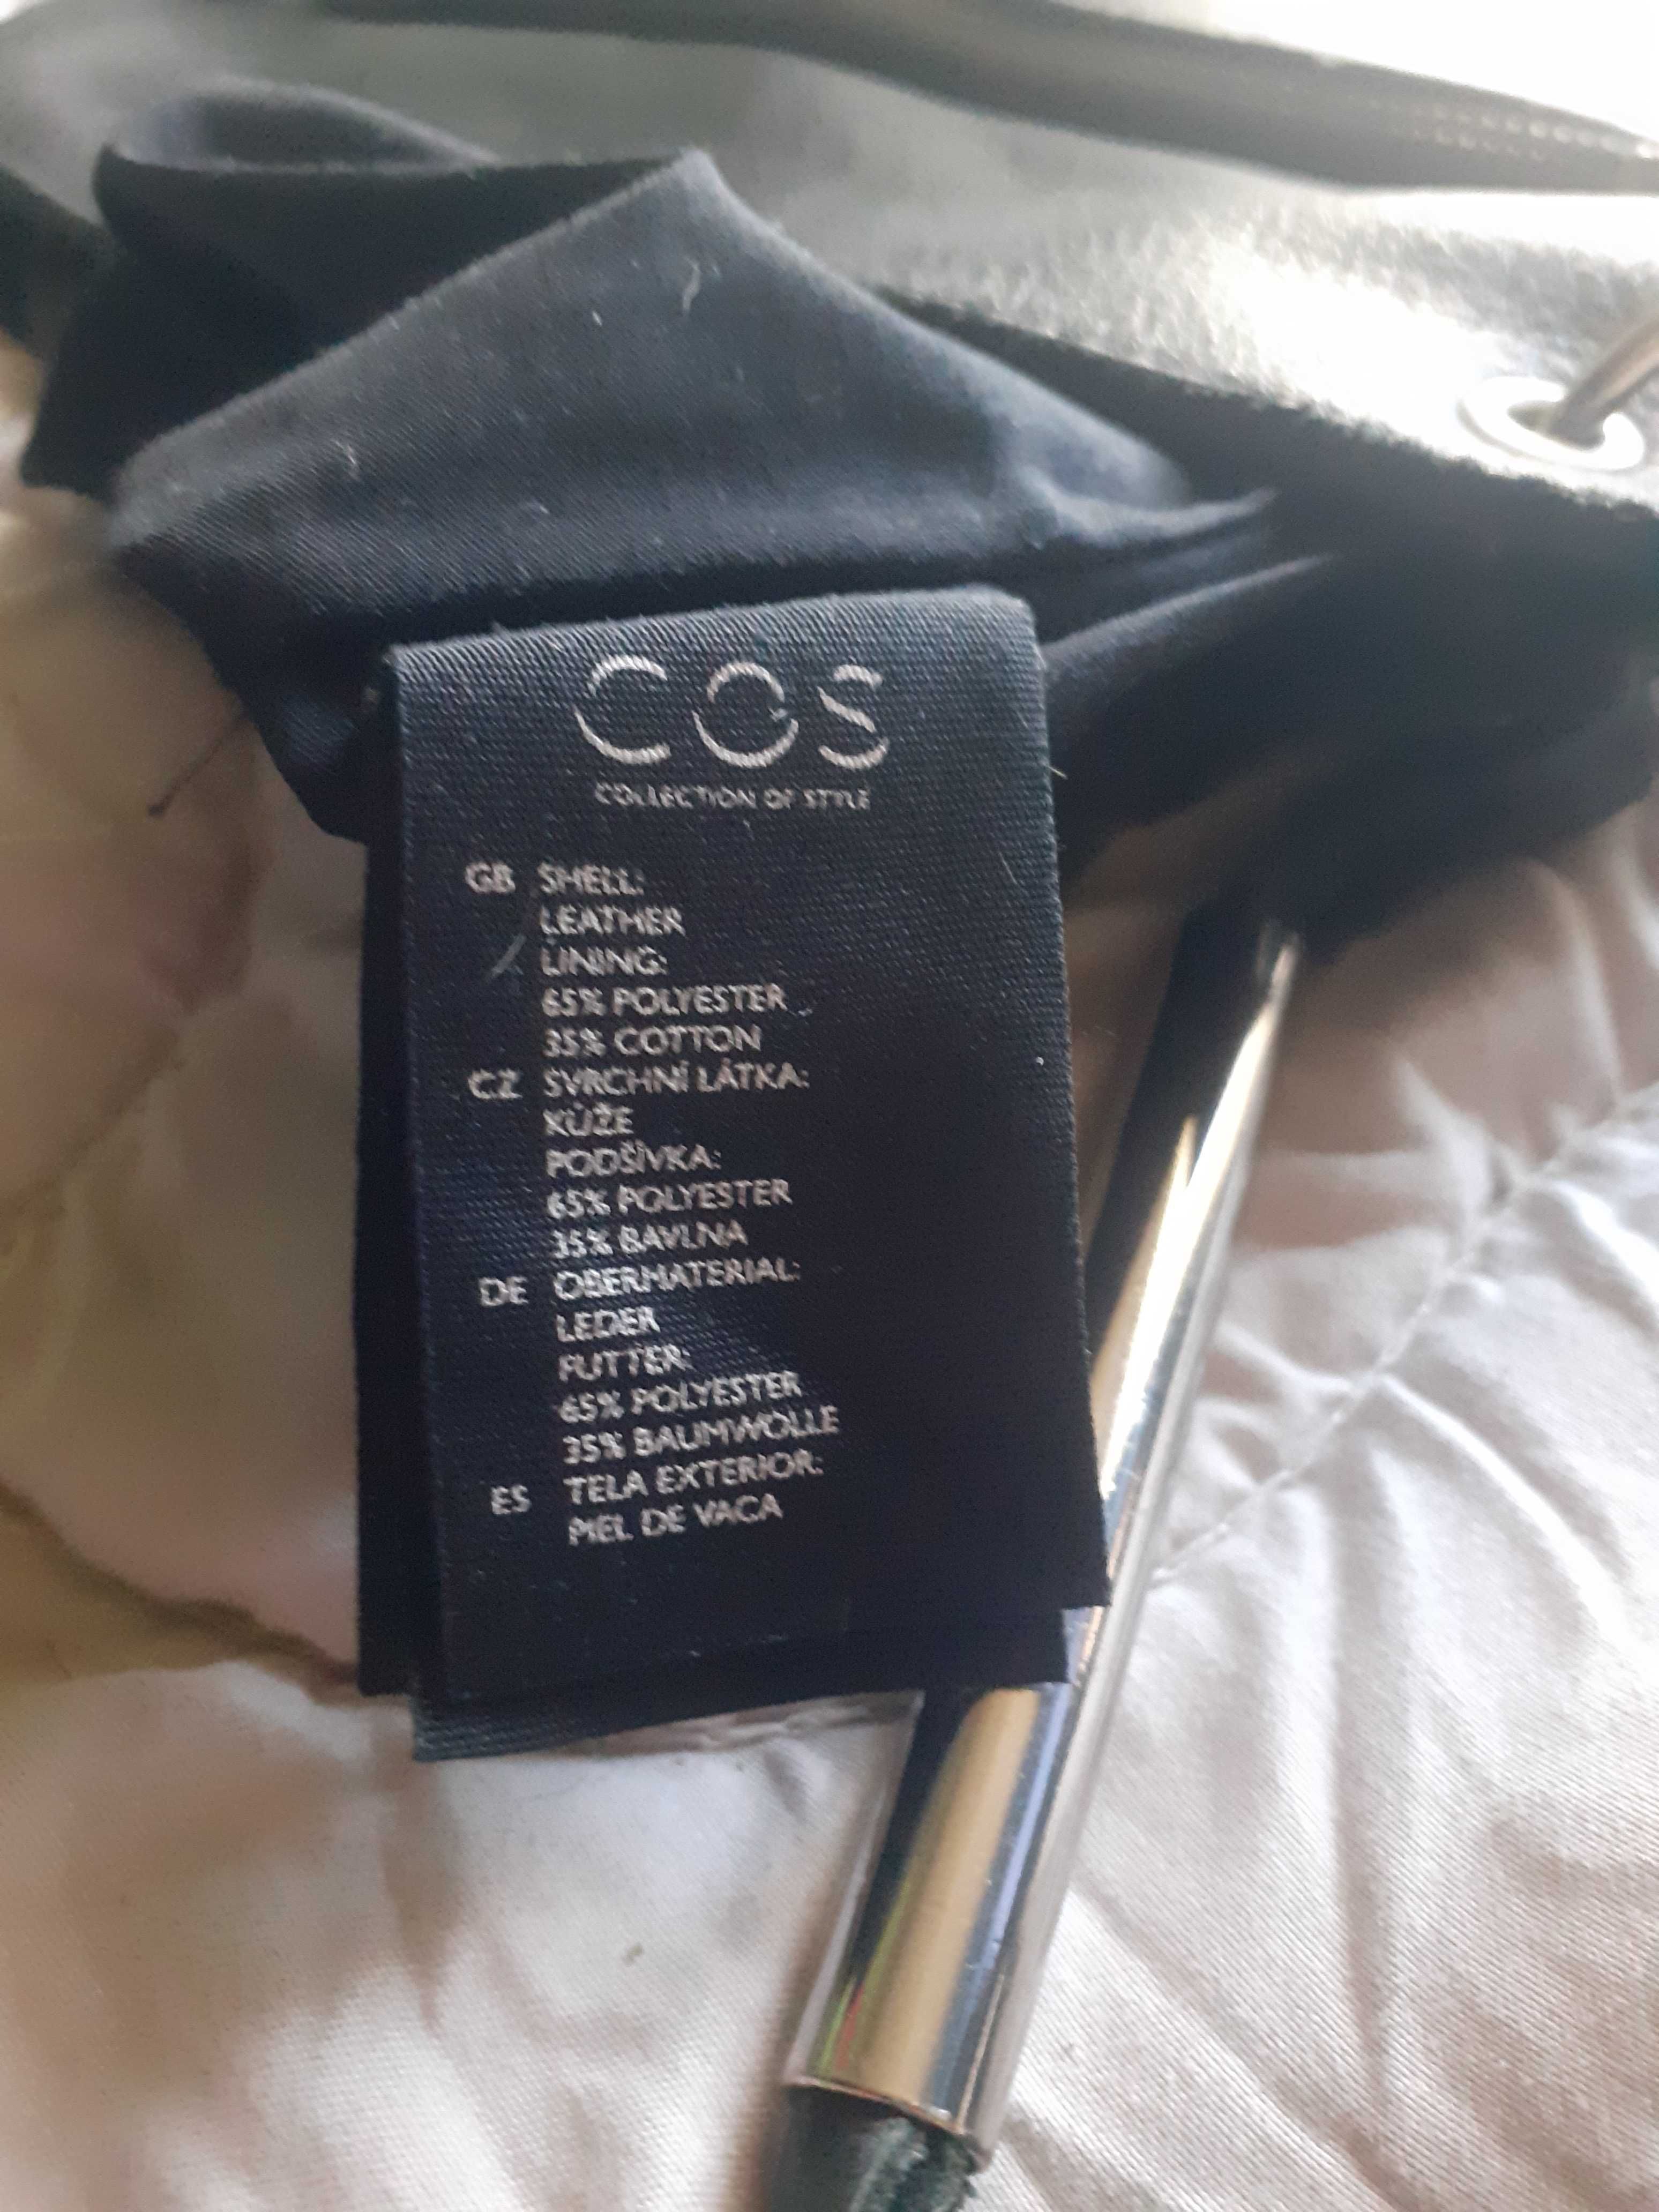 COS
COLLECTION OF STYLE
GB SHELL:
LEATHER
LINING:
65% POLYESTER
35% COTTON
CZ SVRCHNÍ LÁTKA:
KŮŽE
PODŠÍVKA:
65% POLYESTER
35% BAVLNA
DE OBERMATERIAL:
LEDER
FUTTER:
65% POLYESTER
35% BAUMWOLLE
ES TELA EXTERIOR:
PIEL DE VACA